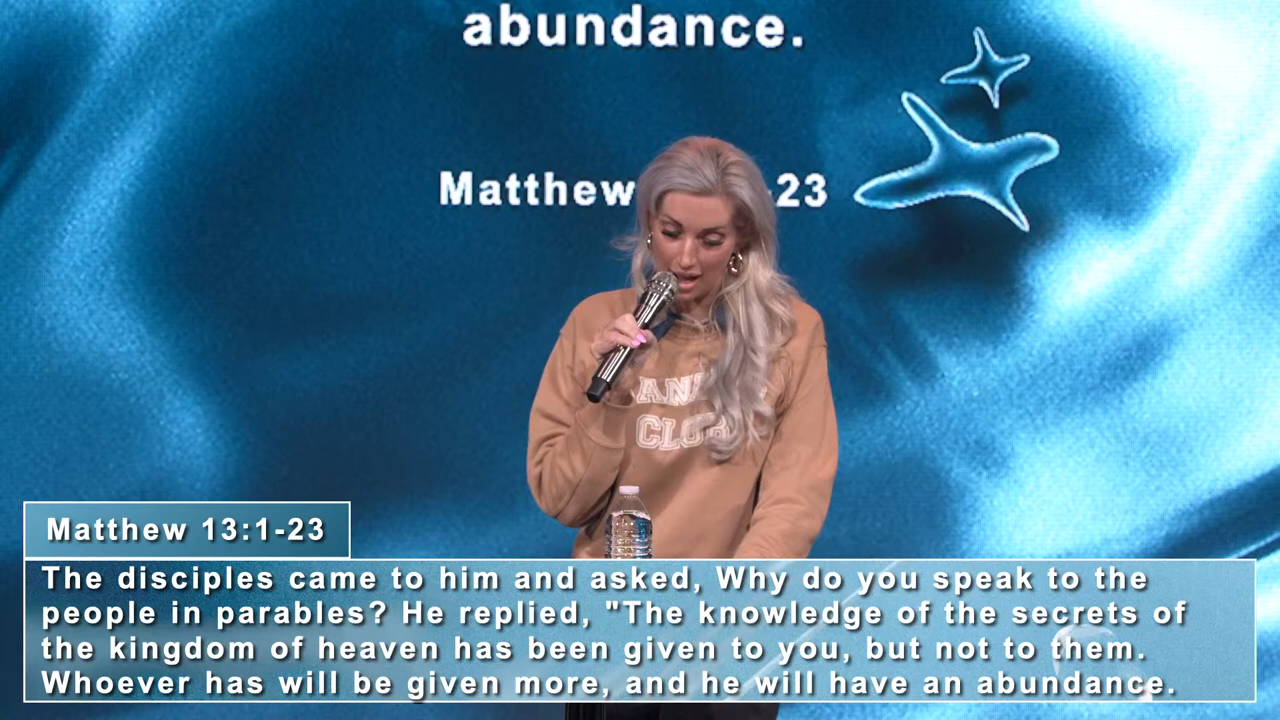 abundance.
Matthew
23
CLUB
Matthew 13:1-23
The disciples came to him and asked, Why do you speak to the
people in parables? He replied, "The knowledge of the secrets of
the kingdom of heaven has been given to you, but not to them.
Whoever has will be given more, and he will have an abundance.